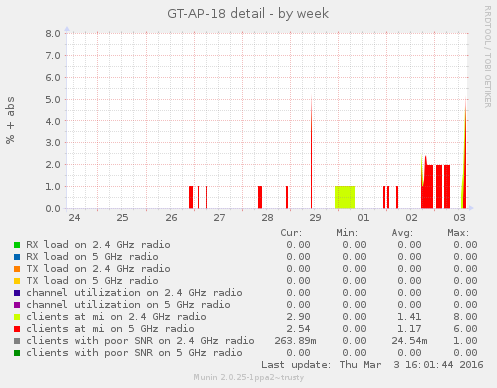 GT-AP-18 detail - by week
RRDTOOL / TOBI OETIKER
% + abs
8.0
7.0
6.0
5.0
4.0
3.0
2.0
1.0
0.0
24 25 26 27 28 29 01 02 03
Cur: Min: Avg: Max:
RX load on 2.4 GHz radio 0.00 0.00 0.00 0.00
RX load on 5 GHz radio 0.00 0.00 0.00 0.00
TX load on 2.4 GHz radio 0.00 0.00 0.00 0.00
TX load on 5 GHz radio 0.00 0.00 0.00 0.00
channel utilization on 2.4 GHz radio 0.00 0.00 0.00 0.00
channel utilization on 5 GHz radio 0.00 0.00 0.00 0.00
clients at mi on 2.4 GHz radio 2.90 0.00 1.41 8.00
clients at mi on 5 GHz radio 2.54 0.00 1.17 6.00
clients with poor SNR on 2.4 GHz radio 263.89m 0.00 24.54m 1.00
clients with poor SNR on 5 GHz radio 0.00 0.00 0.00 0.00
Last update: Thu Mar 3 16:01:44 2016
Munin 2.0.25-1ppa2~trusty